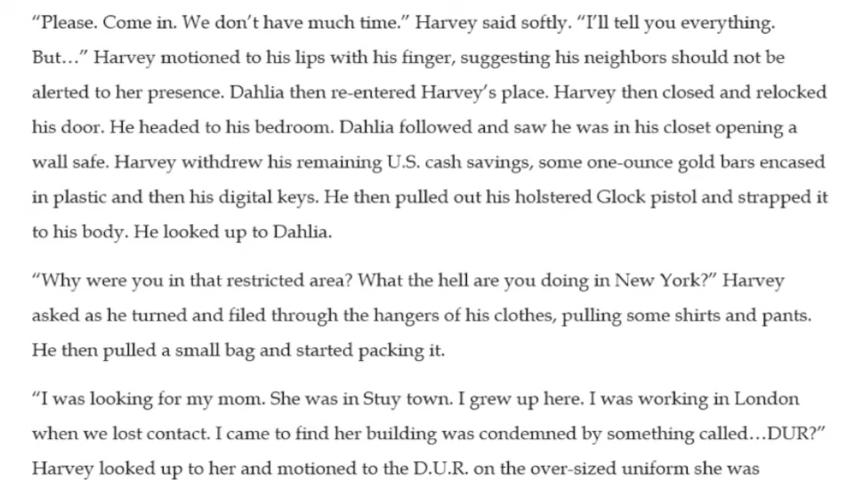 “Please. Come in. We don’t have much time.” Harvey said softly. “I’ll tell you everything.
But…” Harvey motioned to his lips with his finger, suggesting his neighbors should not be
alerted to her presence. Dahlia then re-entered Harvey’s place. Harvey then closed and relocked
his door. He headed to his bedroom. Dahlia followed and saw he was in his closet opening a
wall safe. Harvey withdrew his remaining U.S. cash savings, some one-ounce gold bars encased
in plastic and then his digital keys. He then pulled out his holstered Glock pistol and strapped it
to his body. He looked up to Dahlia.
“Why were you in that restricted area? What the hell are you doing in New York?” Harvey
asked as he turned and filed through the hangers of his clothes, pulling some shirts and pants.
He then pulled a small bag and started packing it.
“I was looking for my mom. She was in Stuy town. I grew up here. I was working in London
when we lost contact. I came to find her building was condemned by something called…DUR?”
Harvey looked up to her and motioned to the D.U.R. on the over-sized uniform she was